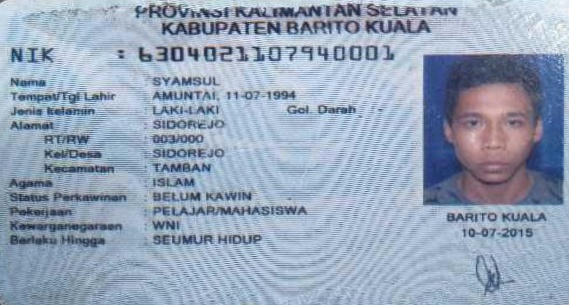 PROVINSI KALIMANTAN SELATAN
KABUPATEN BARITO KUALA
NIK : 6304021107940001
Nama : SYAMSUL
Tempat/Tgl Lahir : AMUNTAI, 11-07-1994
Jenis kelamin : LAKI-LAKI Gol. Darah : -
Alamat : SIDOREJO
RT/RW : 003/000
Kel/Desa : SIDOREJO
Kecamatan : TAMBAN
Agama : ISLAM
Status Perkawinan : BELUM KAWIN
Pekerjaan : PELAJAR/MAHASISWA
Kewarganegaraan : WNI
Berlaku Hingga : SEUMUR HIDUP
BARITO KUALA
10-07-2015